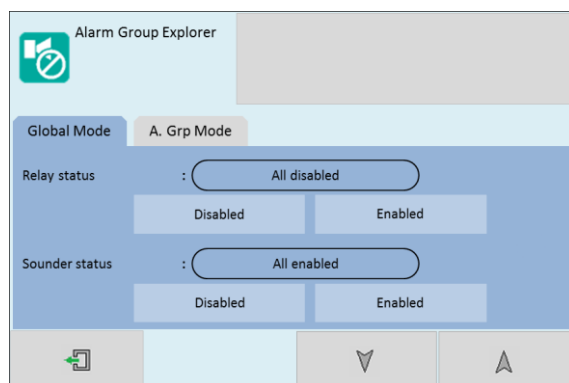 Alarm Group Explorer
Global Mode A. Grp Mode
Relay status : All disabled
Disabled Enabled
Sounder status : All enabled
Disabled Enabled